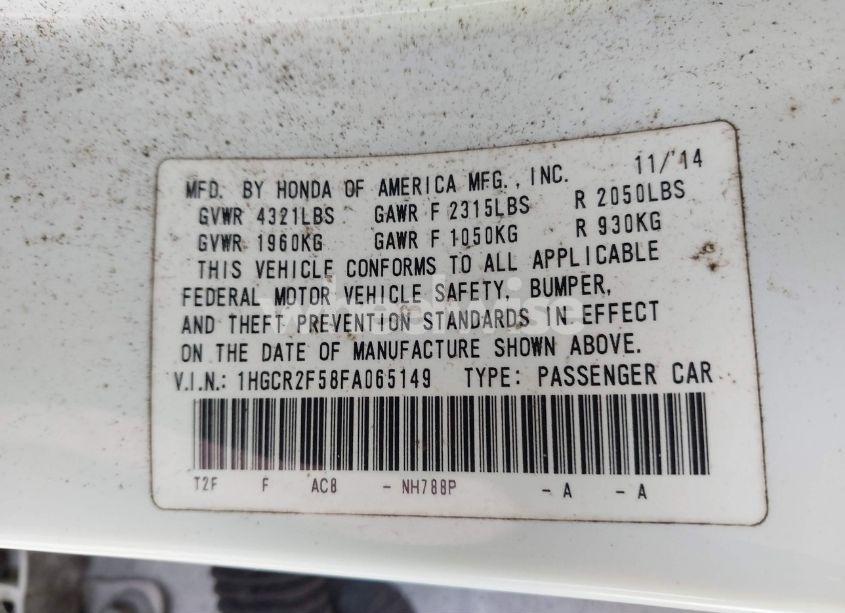 MFD. BY HONDA OF AMERICA MFG., INC. 11/14
GVWR 4321LBS GAWR F 2315LBS R 2050LBS
GVWR 1960KG GAWR F 1050KG R 930KG
THIS VEHICLE CONFORMS TO ALL APPLICABLE
FEDERAL MOTOR VEHICLE SAFETY, BUMPER,
AND THEFT PREVENTION STANDARDS IN EFFECT
ON THE DATE OF MANUFACTURE SHOWN ABOVE.
V.I.N.: 1HGCR2F58FA065149 TYPE: PASSENGER CAR
T2F F AC8 - NH788P - A - A